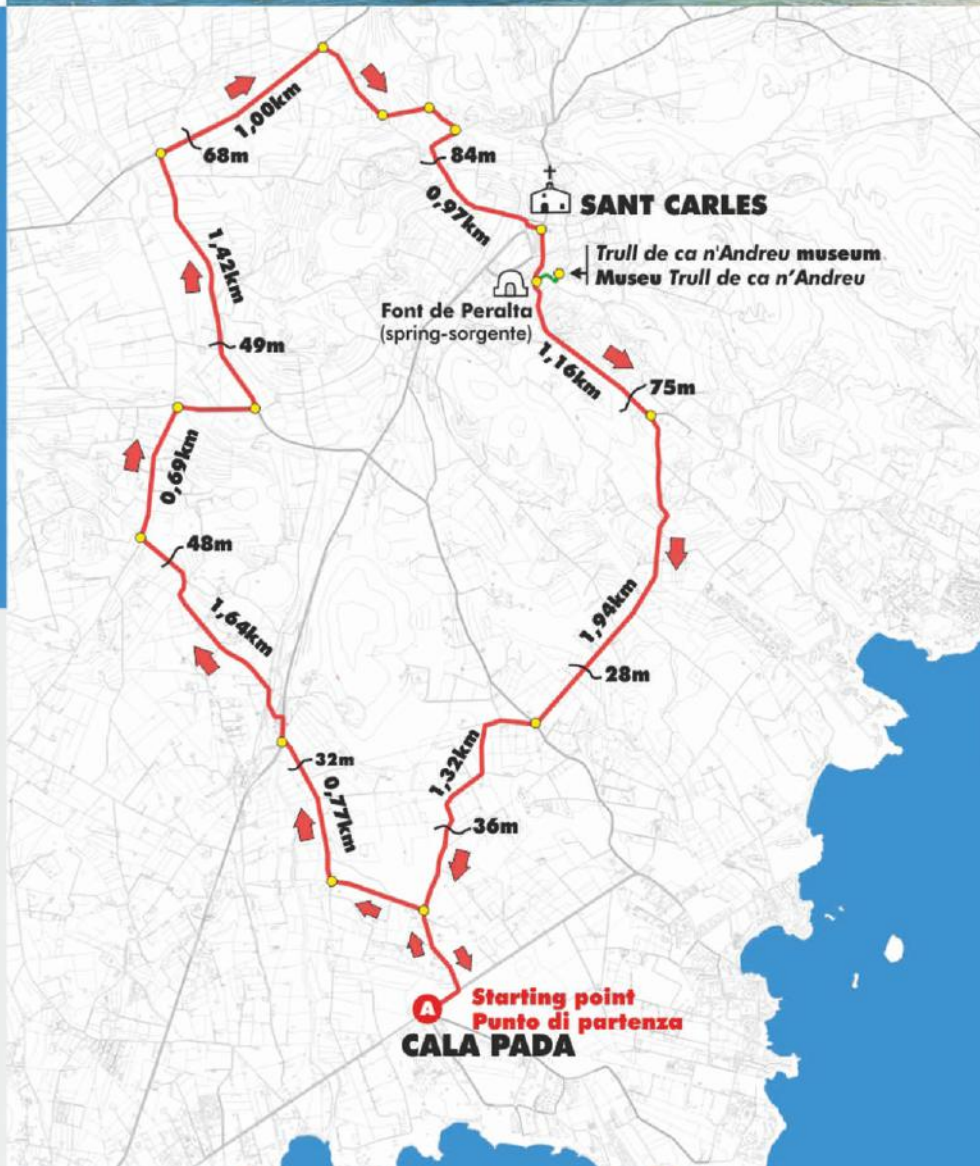 1,00km
68m
84m
0,97km
SANT CARLES
1,42km
Trull de ca n'Andreu museum
Museu Trull de ca n'Andreu
Font de Peralta
(spring-sorgente)
49m
1,16km
75m
0,69km
48m
1,64km
1,94km
28m
32m
1,32km
0,77km
36m
A
Starting point
Punto di partenza
CALA PADA